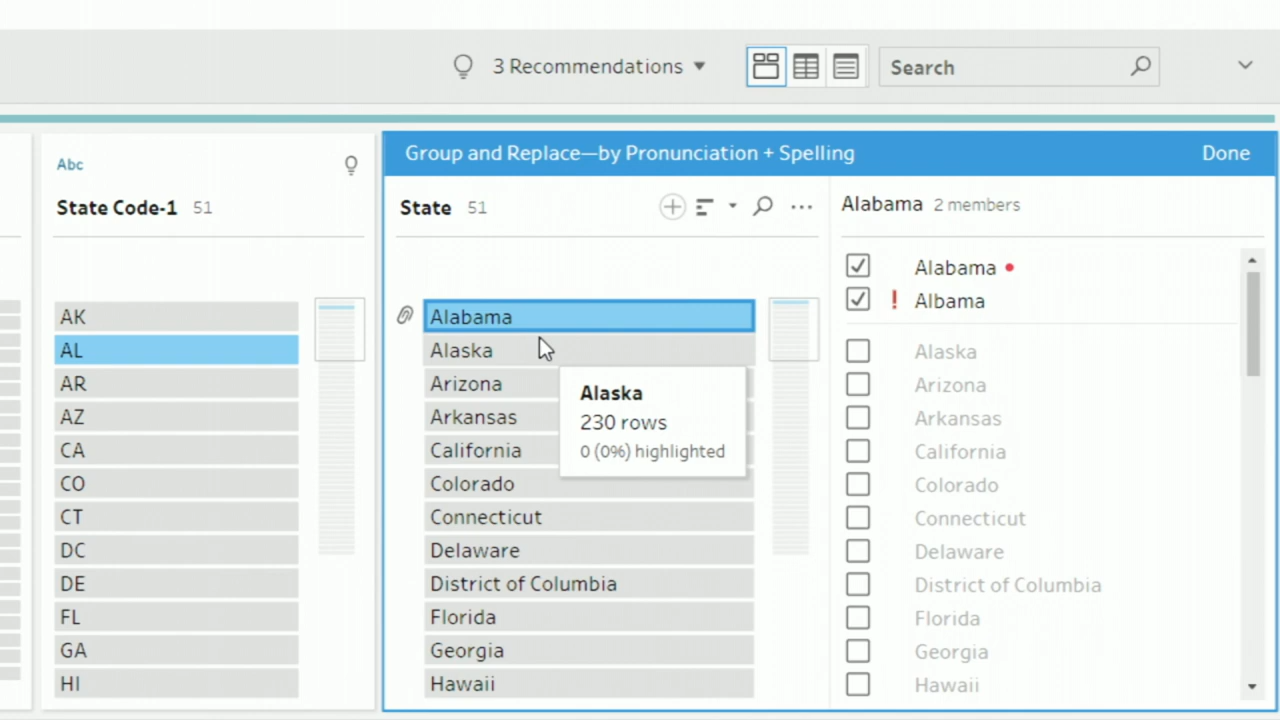 3 Recommendations
Search
Abc
State Code-1 51
AK
AL
AR
AZ
CA
CO
CT
DC
DE
FL
GA
HI
Group and Replace—by Pronunciation + Spelling
Done
State 51
Alabama
Alaska
Arizona
Arkansas
California
Colorado
Connecticut
Delaware
District of Columbia
Florida
Georgia
Hawaii
Alaska
230 rows
0 (0%) highlighted
Alabama 2 members
Alabama
! Albama
Alaska
Arizona
Arkansas
California
Colorado
Connecticut
Delaware
District of Columbia
Florida
Georgia
Hawaii